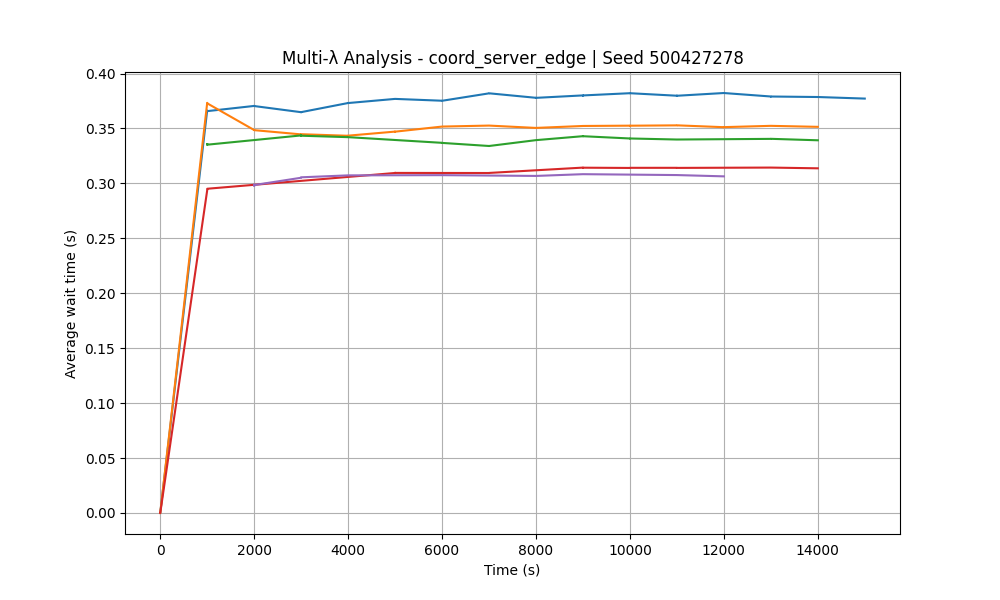 Multi-λ Analysis - coord_server_edge | Seed 500427278
Average wait time (s)
0.40
0.35
0.30
0.25
0.20
0.15
0.10
0.05
0.00
0 2000 4000 6000 8000 10000 12000 14000
Time (s)